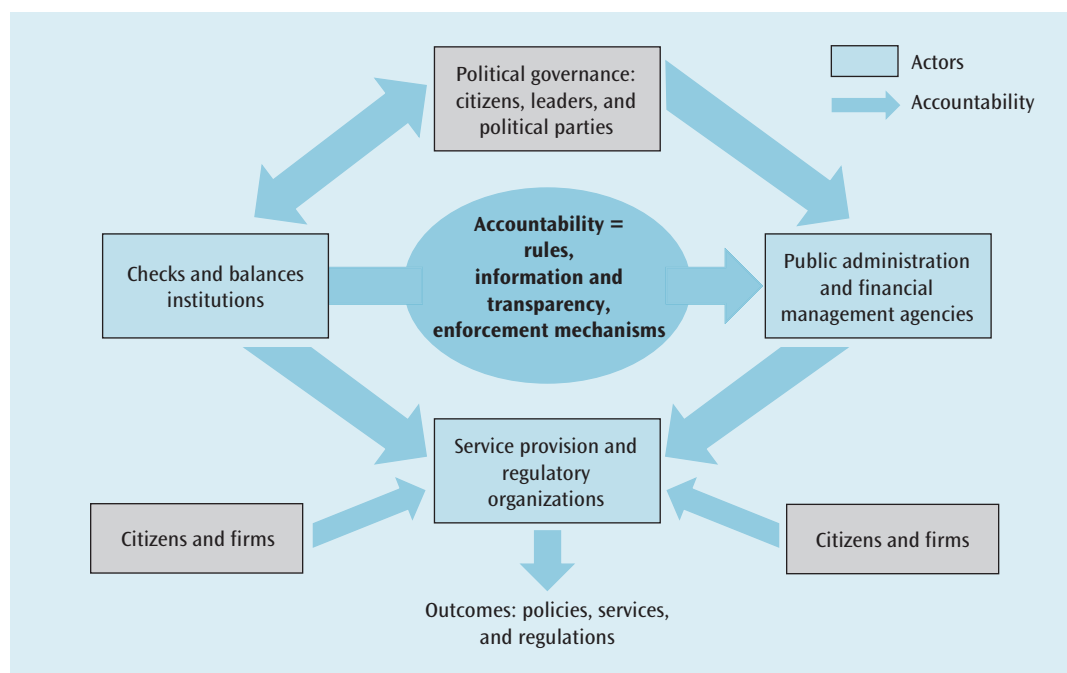 Political governance:
citizens, leaders, and
political parties
Actors
Accountability
Checks and balances
institutions
Accountability =
rules,
information and
transparency,
enforcement mechanisms
Public administration
and financial
management agencies
Service provision and
regulatory
organizations
Citizens and firms
Citizens and firms
Outcomes: policies, services,
and regulations